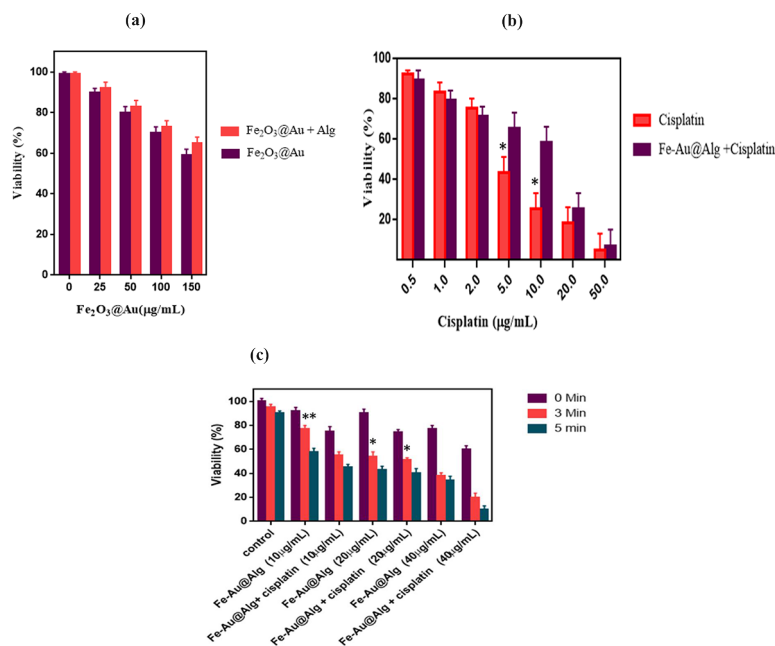 (a)
Viability (%)
100
80
60
40
20
0
0 25 50 100 150
Fe₂O₃@Au(µg/mL)
Fe₂O₃@Au + Alg
Fe₂O₃@Au
(b)
Viability (%)
100
80
60
40
20
*
*
0.5 1.0 2.0 5.0 10.0 20.0 50.0
Cisplatin (µg/mL)
Cisplatin
Fe-Au@Alg +Cisplatin
(c)
Viability (%)
100
80
60
40
20
0
**
*
*
control
Fe-Au@Alg (10µg/mL)
Fe-Au@Alg+ cisplatin (10µg/mL)
Fe-Au@Alg (20µg/mL)
Fe-Au@Alg + cisplatin (20µg/mL)
Fe-Au@Alg (40µg/mL)
Fe-Au@Alg + cisplatin (40µg/mL)
0 Min
3 Min
5 min